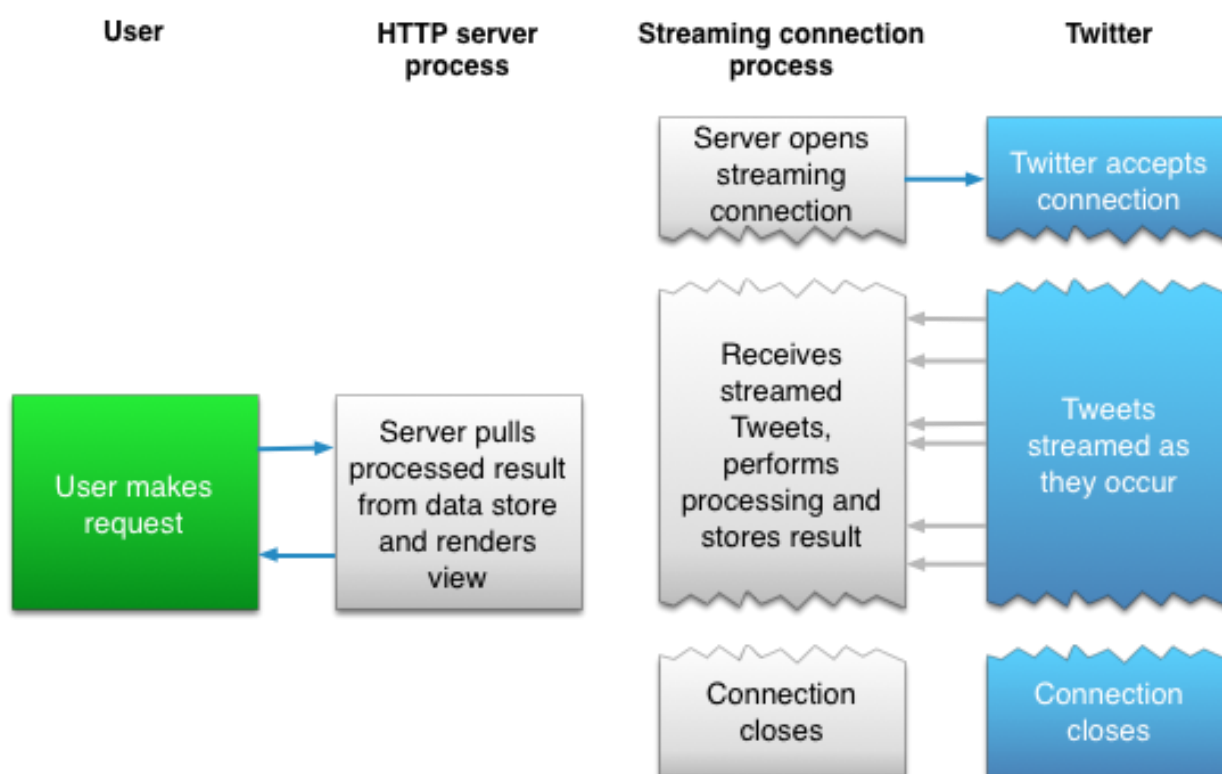 User
HTTP server
process
Streaming connection
process
Twitter
Server opens
streaming
connection
Twitter accepts
connection
User makes
request
Server pulls
processed result
from data store
and renders
view
Receives
streamed
Tweets,
performs
processing and
stores result
Tweets
streamed as
they occur
Connection
closes
Connection
closes